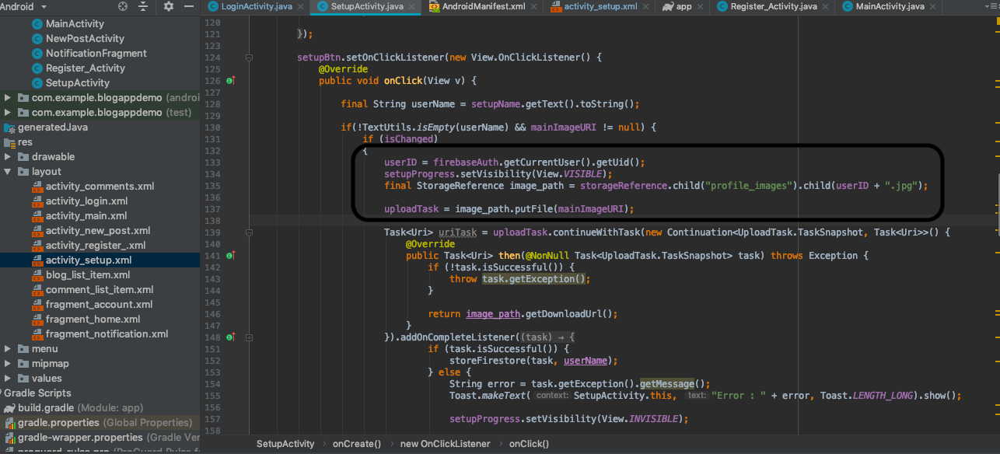 Android
LoginActivity.java
SetupActivity.java
AndroidManifest.xml
activity_setup.xml
app
Register_Activity.java
MainActivity.java
MainActivity
NewPostActivity
NotificationFragment
Register_Activity
SetupActivity
com.example.blogappdemo (androi
com.example.blogappdemo (test)
generatedJava
res
drawable
layout
activity_comments.xml
activity_login.xml
activity_main.xml
activity_new_post.xml
activity_register_.xml
activity_setup.xml
blog_list_item.xml
comment_list_item.xml
fragment_account.xml
fragment_home.xml
fragment_notification.xml
menu
mipmap
values
Gradle Scripts
build.gradle (Module: app)
gradle.properties (Global Properties)
gradle-wrapper.properties (Gradle Ver
120
121 });
123
124 setupBtn.setOnClickListener(new View.OnClickListener() {
125 @Override
126 public void onClick(View v) {
127
128 final String userName = setupName.getText().toString();
129
130 if(!TextUtils.isEmpty(userName) && mainImageURI != null) {
131 if (isChanged)
132 {
133 userID = firebaseAuth.getCurrentUser().getUid();
134 setupProgress.setVisibility(View.VISIBLE);
135 final StorageReference image_path = storageReference.child("profile_images").child(userID + ".jpg");
136
137 uploadTask = image_path.putFile(mainImageURI);
138
139 Task<Uri> uriTask = uploadTask.continueWithTask(new Continuation<UploadTask.TaskSnapshot, Task<Uri>>() {
140 @Override
141 public Task<Uri> then(@NonNull Task<UploadTask.TaskSnapshot> task) throws Exception {
142 if (!task.isSuccessful()) {
143 throw task.getException();
144 }
145
146 return image_path.getDownloadUrl();
147 }
148 }).addOnCompleteListener((task) → {
151 if (task.isSuccessful()) {
152 storeFirestore(task, userName);
153 } else {
154 String error = task.getException().getMessage();
155 Toast.makeText( context: SetupActivity.this, text: "Error : " + error, Toast.LENGTH_LONG).show();
156
157 setupProgress.setVisibility(View.INVISIBLE);
158
SetupActivity › onCreate() › new OnClickListener › onClick()